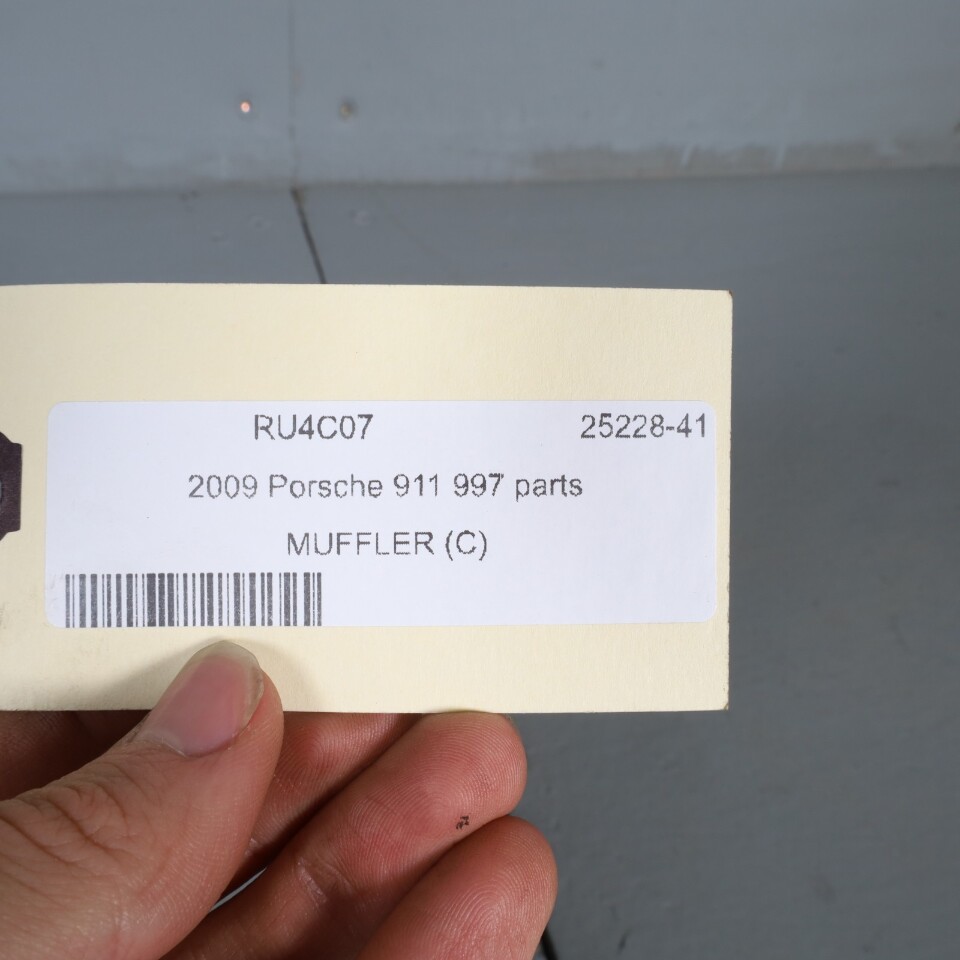 RU4C07 25228-41
2009 Porsche 911 997 parts
MUFFLER (C)